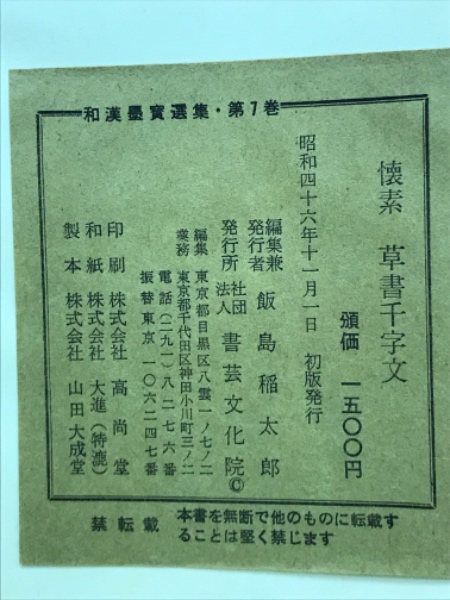 和漢墨寳選集・第7巻
懐素 草書千字文
頒価 一五〇〇円
昭和四十六年十一月一日 初版発行
編集兼発行者 飯島稲太郎
発行所 社団法人 書芸文化院©
編集 東京都目黒区八雲一ノ七ノ二
業務 東京都千代田区神田小川町三ノ二
電話(二九一)八二七六番
振替東京 一〇六二四七番
印刷 株式会社 高尚堂
和紙 株式会社 大進(特漉)
製本 株式会社 山田大成堂
禁転載 本書を無断で他のものに転載す
ることは堅く禁じます